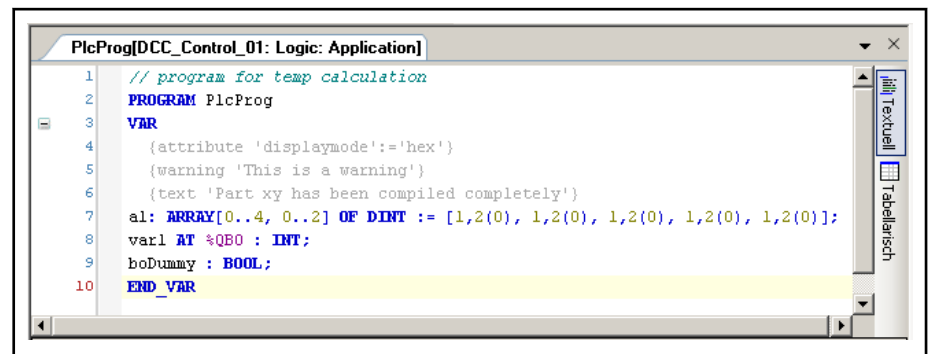 PlcProg[DCC_Control_01: Logic: Application]
1 // program for temp calculation
2 PROGRAM PlcProg
3 VAR
4 {attribute 'displaymode':='hex'}
5 {warning 'This is a warning'}
6 {text 'Part xy has been compiled completely'}
7 a1: ARRAY[0..4, 0..2] OF DINT := [1,2(0), 1,2(0), 1,2(0), 1,2(0), 1,2(0)];
8 var1 AT %QB0 : INT;
9 boDummy : BOOL;
10 END_VAR
Textuell
Tabellarisch